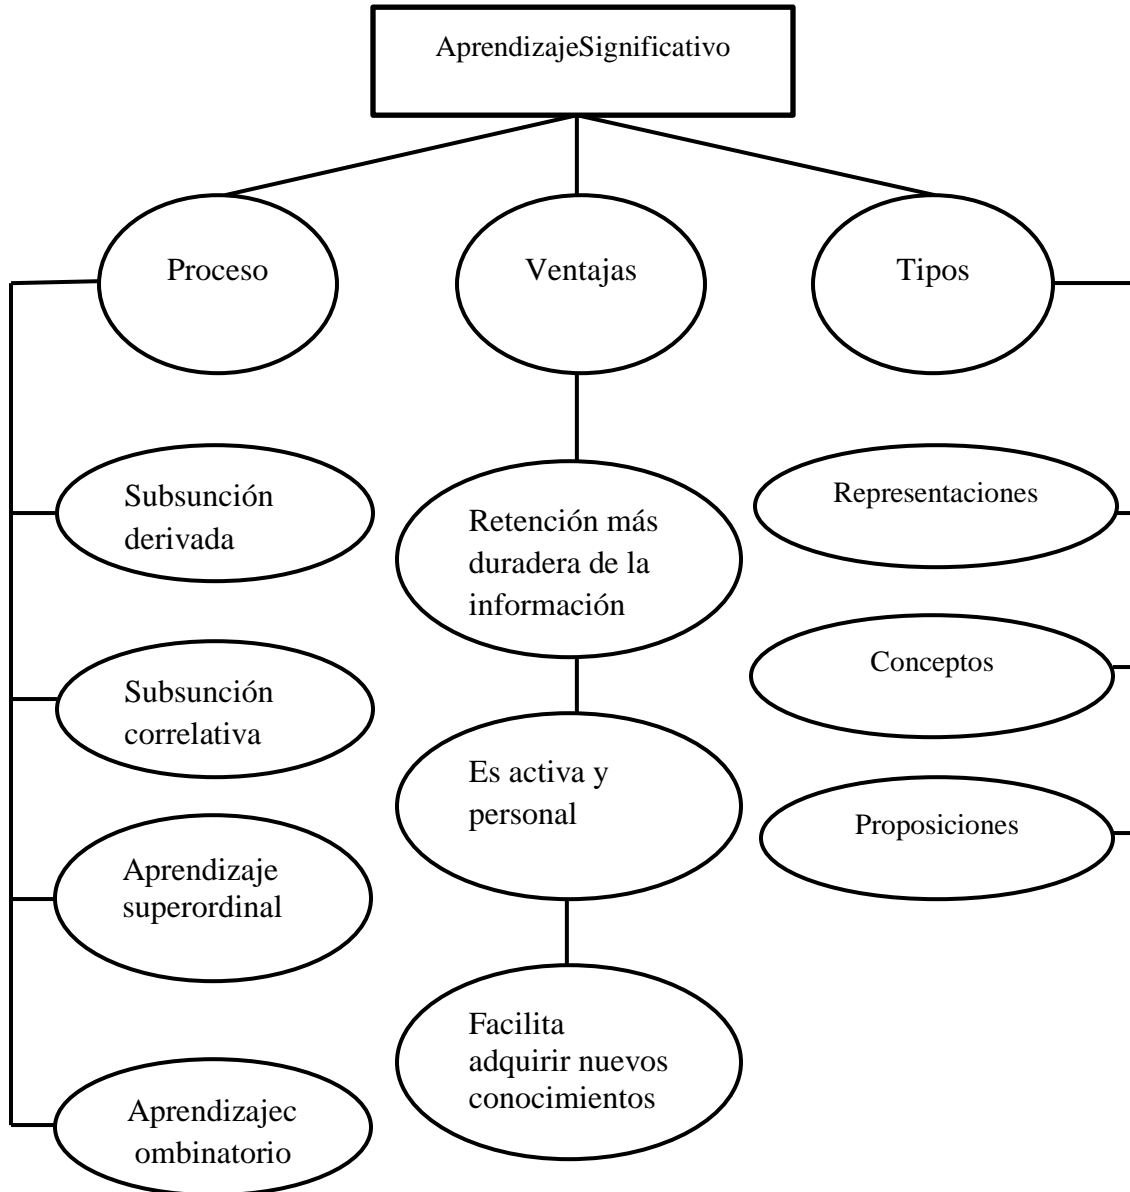 AprendizajeSignificativo
Proceso
Ventajas
Tipos
Subsunción
derivada
Subsunción
correlativa
Aprendizaje
superordinal
Aprendizajec
ombinatorio
Retención más
duradera de la
información
Es activa y
personal
Facilita
adquirir nuevos
conocimientos
Representaciones
Conceptos
Proposiciones